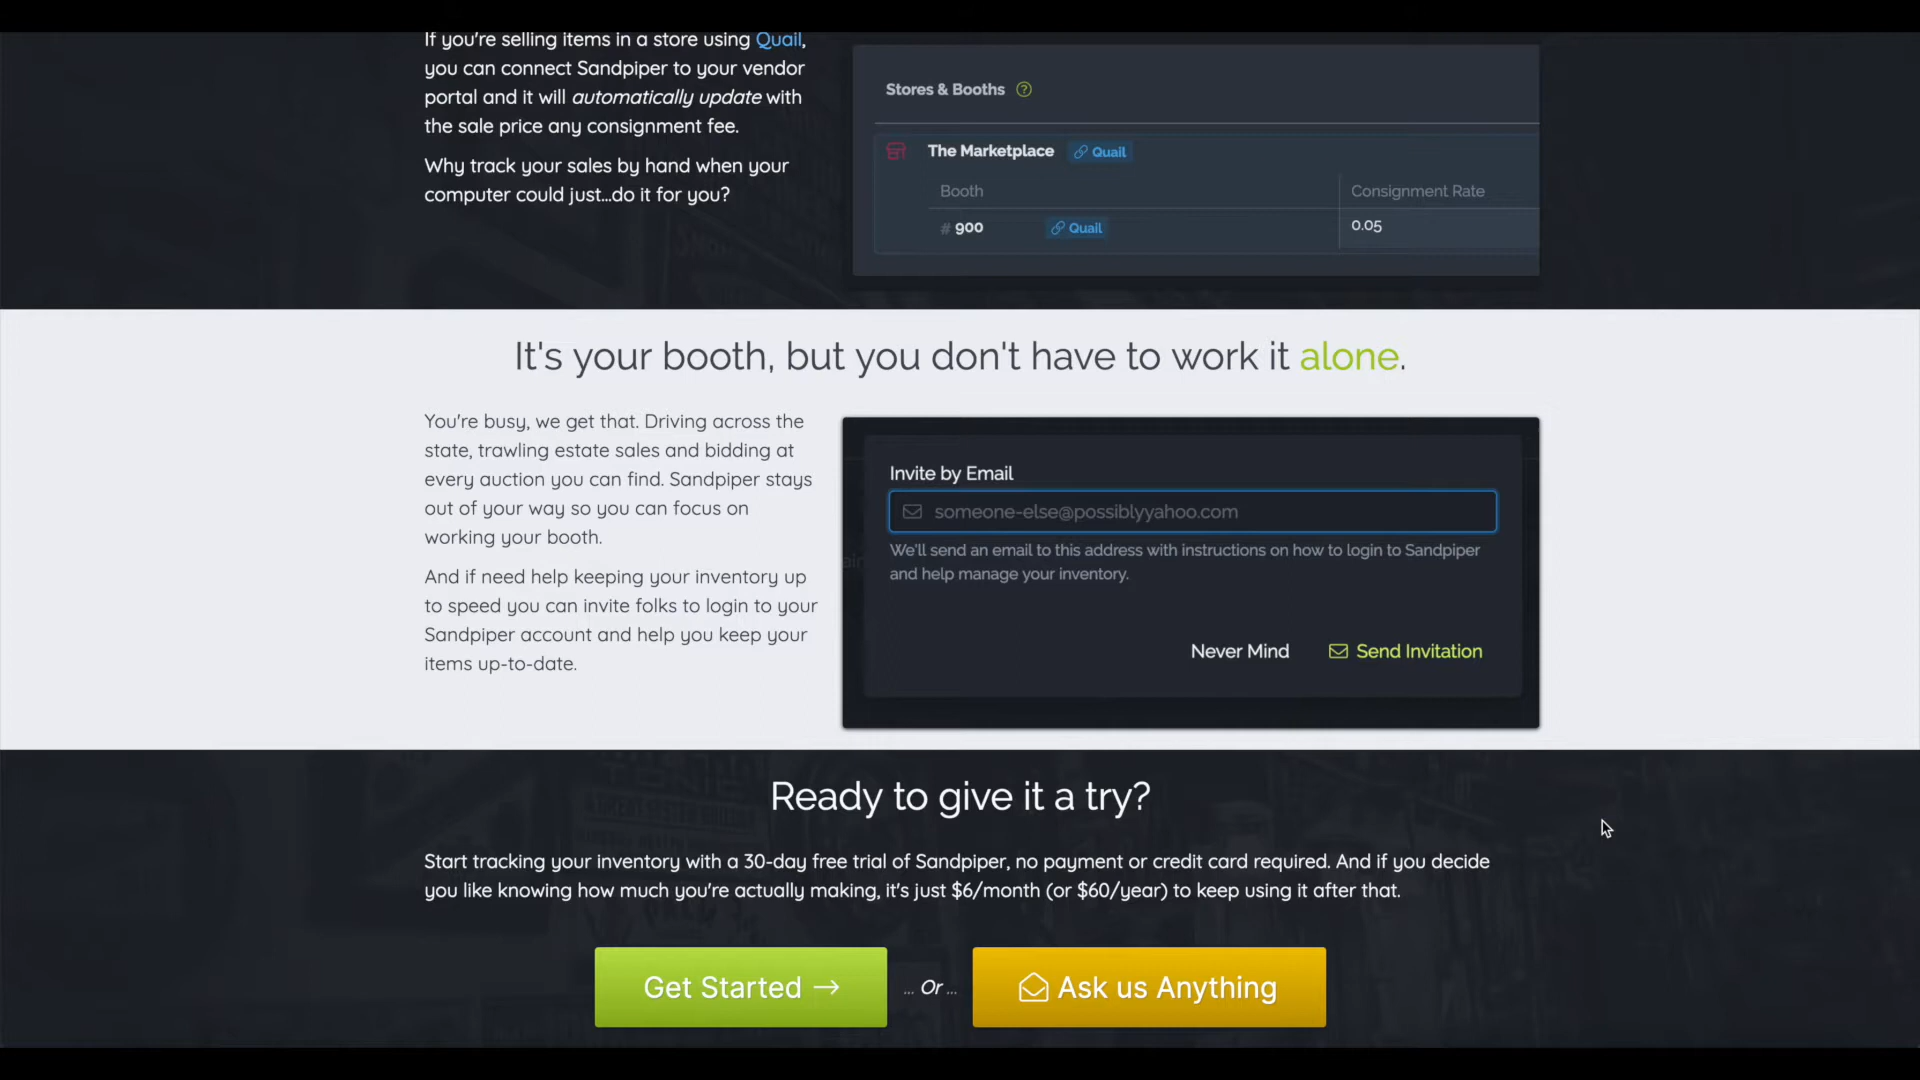 If you're selling items in a store using Quail,
you can connect Sandpiper to your vendor
portal and it will automatically update with
the sale price any consignment fee.
Why track your sales by hand when your
computer could just...do it for you?
Stores & Booths ?
The Marketplace Quail
Booth Consignment Rate
# 900 Quail 0.05
It's your booth, but you don't have to work it alone.
You're busy, we get that. Driving across the
state, trawling estate sales and bidding at
every auction you can find. Sandpiper stays
out of your way so you can focus on
working your booth.
And if need help keeping your inventory up
to speed you can invite folks to login to your
Sandpiper account and help you keep your
items up-to-date.
Invite by Email
someone-else@possiblyyahoo.com
We'll send an email to this address with instructions on how to login to Sandpiper
and help manage your inventory.
Never Mind Send Invitation
Ready to give it a try?
Start tracking your inventory with a 30-day free trial of Sandpiper, no payment or credit card required. And if you decide
you like knowing how much you're actually making, it's just $6/month (or $60/year) to keep using it after that.
Get Started → ... Or ... Ask us Anything